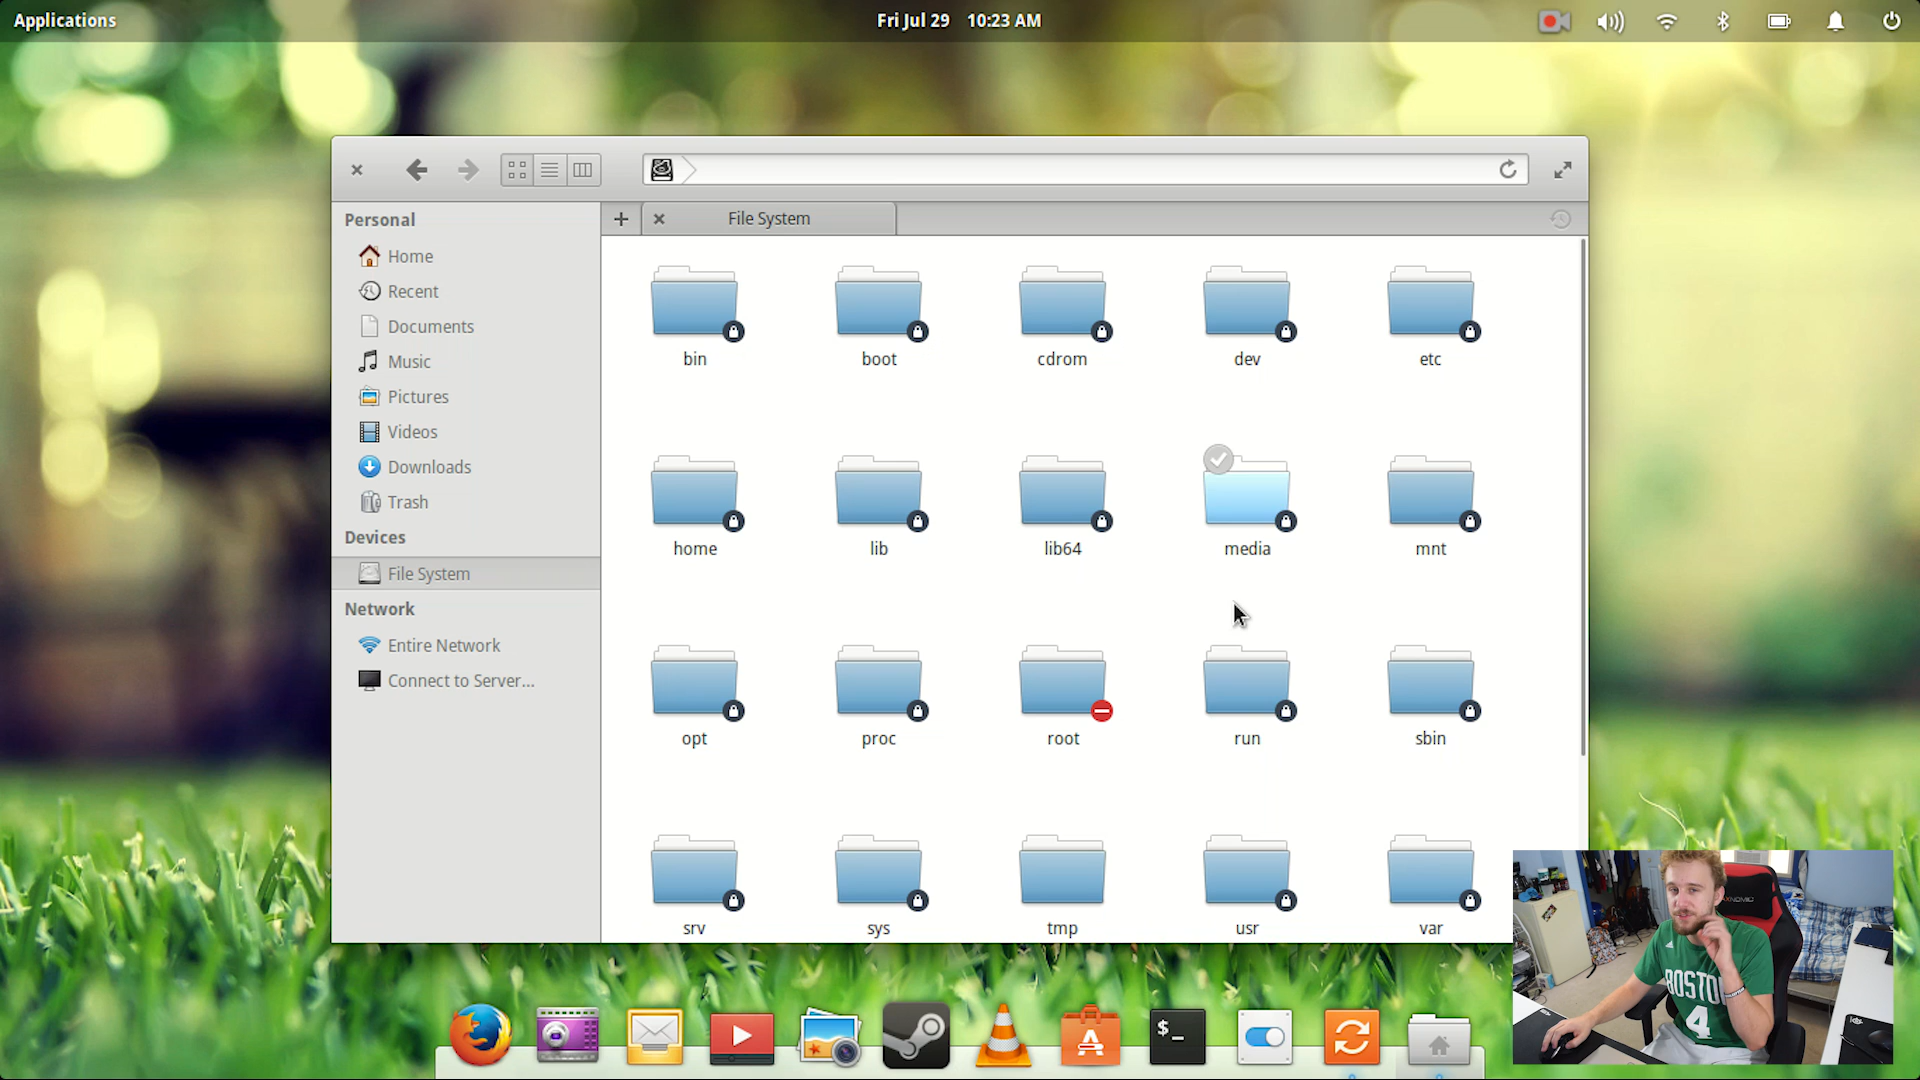 Applications
Fri Jul 29 10:23 AM
Personal
Home
Recent
Documents
Music
Pictures
Videos
Downloads
Trash
Devices
File System
Network
Entire Network
Connect to Server...
File System
bin boot cdrom dev etc
home lib lib64 media mnt
opt proc root run sbin
srv sys tmp usr var
$_
BOSTON
4